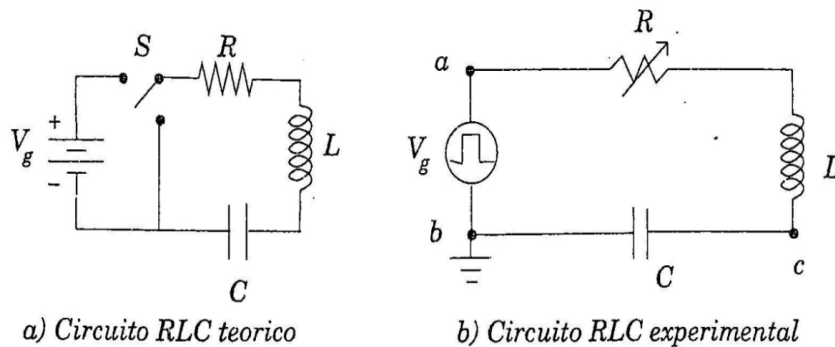 S
R
+
V_g
-
L
C
a) Circuito RLC teorico
R
a
V_g
L
b
C
c
b) Circuito RLC experimental